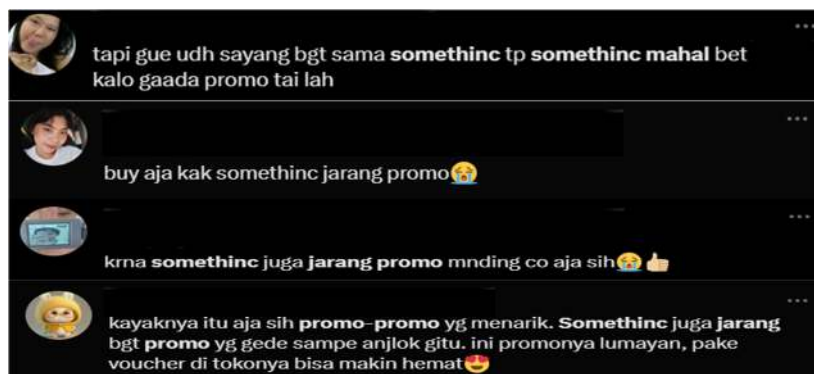 tapi gue udh sayang bgt sama somethinc tp somethinc mahal bet
kalo gaada promo tai lah
buy aja kak somethinc jarang promo😭
krna somethinc juga jarang promo mnding co aja sih😭👍🏼
kayaknya itu aja sih promo-promo yg menarik. Somethinc juga jarang
bgt promo yg gede sampe anjlok gitu. ini promonya lumayan, pake
voucher di tokonya bisa makin hemat😍